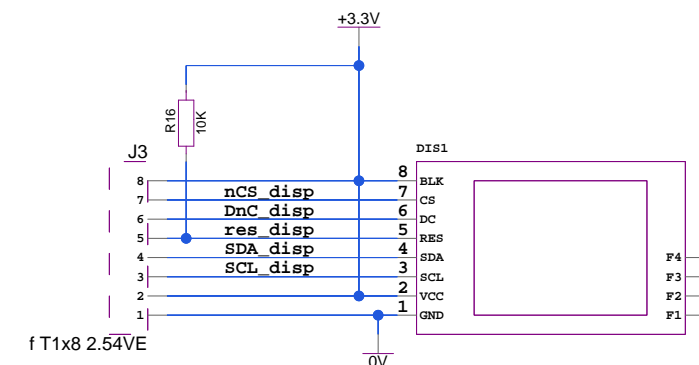 +3.3V
R16
10K
J3
DIS1
8 8 BLK
7 nCS_disp 7 CS
6 DnC_disp 6 DC
5 res_disp 5 RES
4 SDA_disp 4 SDA F4
3 SCL_disp 3 SCL F3
2 2 VCC F2
1 1 GND F1
f T1x8 2.54VE
0V